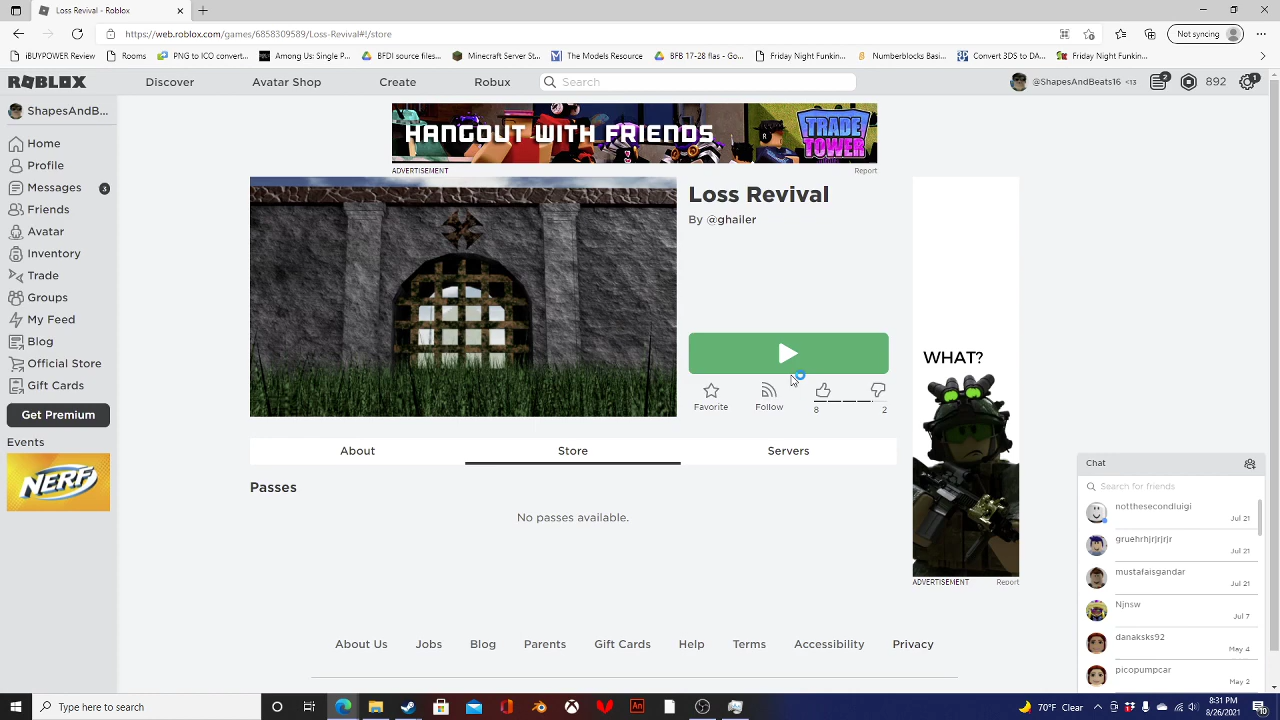 Loss Revival - Roblox
https://web.roblox.com/games/6858309589/Loss-Revival#!/store
Not syncing
iBUYPOWER Reboot
Rooms
PNG to ICO convert...
Among Us: Single P...
BFDI source files...
Minecraft Server St...
The Models Resource
BFB 17-28 flas - Go...
Friday Night Funkin...
Numberblocks Basi...
Convert 3DS to DA...
Friday Night Funkin...
ROBLOX
Discover
Avatar Shop
Create
Robux
Search
@ShapesAndBeats16 <13
892
1
ShapesAndB...
Home
Profile
Messages
3
Friends
Avatar
Inventory
Trade
Groups
My Feed
Blog
Official Store
Gift Cards
Get Premium
Events
NERF
HANGOUT WITH FRIENDS
TRADE
TOWER
ADVERTISEMENT
Report
Loss Revival
By @ghailer
Favorite
Follow
8
2
About
Store
Servers
Passes
No passes available.
WHAT?
ADVERTISEMENT
Report
Chat
Search for friends
notthesecondluigi
Jul 21
gruehrhjrjrjrjr
Jul 21
mustafaisgandar
Jul 21
Njnsw
Jul 7
danaksks92
May 4
picopumpcar
May 2
About Us
Jobs
Blog
Parents
Gift Cards
Help
Terms
Accessibility
Privacy
Type here to search
An
70°F Clear
8:31 PM
8/26/2021